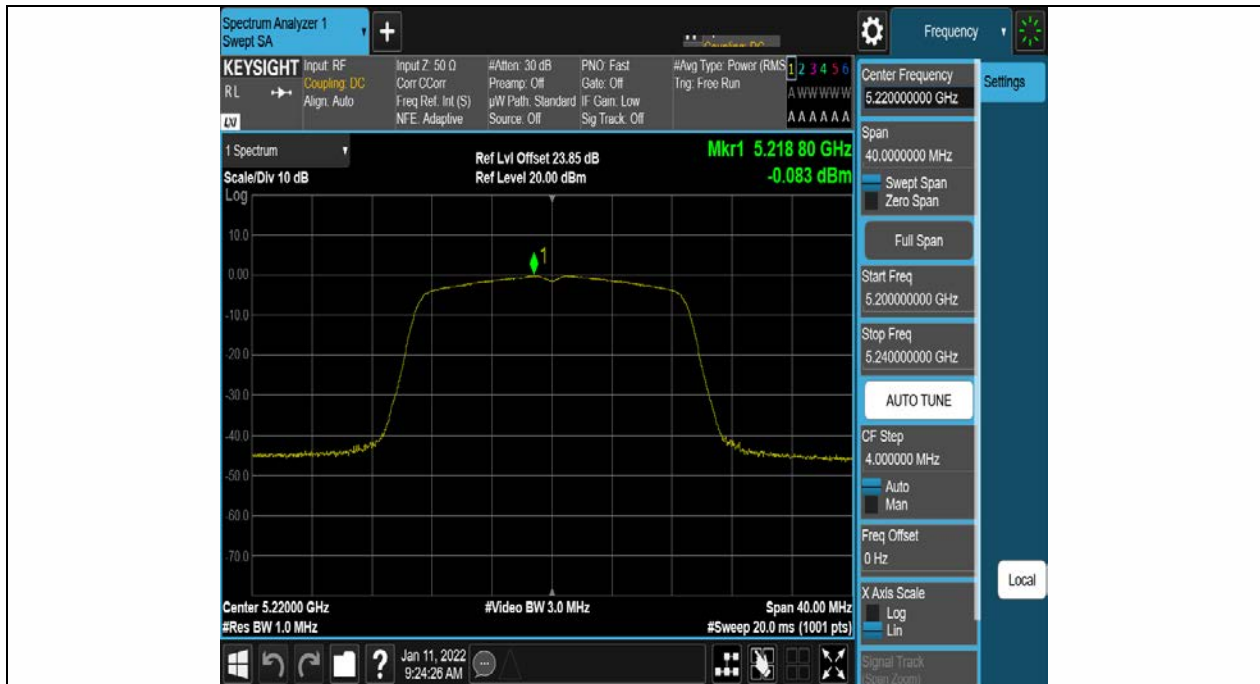 Spectrum Analyzer 1
Swept SA
+
Frequency
KEYSIGHT
RL
LXI
Input: RF
Coupling: DC
Align: Auto
Input Z: 50 Ω
Corr CCorr
Freq Ref: Int (S)
NFE: Adaptive
#Atten: 30 dB
Preamp: Off
µW Path: Standard
Source: Off
PNO: Fast
Gate: Off
IF Gain: Low
Sig Track: Off
#Avg Type: Power (RMS
Trig: Free Run
1 2 3 4 5 6
A W W W W W
A A A A A A
1 Spectrum
Scale/Div 10 dB
Log
Ref Lvl Offset 23.85 dB
Ref Level 20.00 dBm
Mkr1 5.218 80 GHz
-0.083 dBm
1
10.0
0.00
-10.0
-20.0
-30.0
-40.0
-50.0
-60.0
-70.0
Center 5.22000 GHz
#Res BW 1.0 MHz
#Video BW 3.0 MHz
Span 40.00 MHz
#Sweep 20.0 ms (1001 pts)
?
Jan 11, 2022
9:24:26 AM
Center Frequency
5.220000000 GHz
Span
40.0000000 MHz
Swept Span
Zero Span
Full Span
Start Freq
5.200000000 GHz
Stop Freq
5.240000000 GHz
AUTO TUNE
CF Step
4.000000 MHz
Auto
Man
Freq Offset
0 Hz
X Axis Scale
Log
Lin
Signal Track
(Span Zoom)
Settings
Local